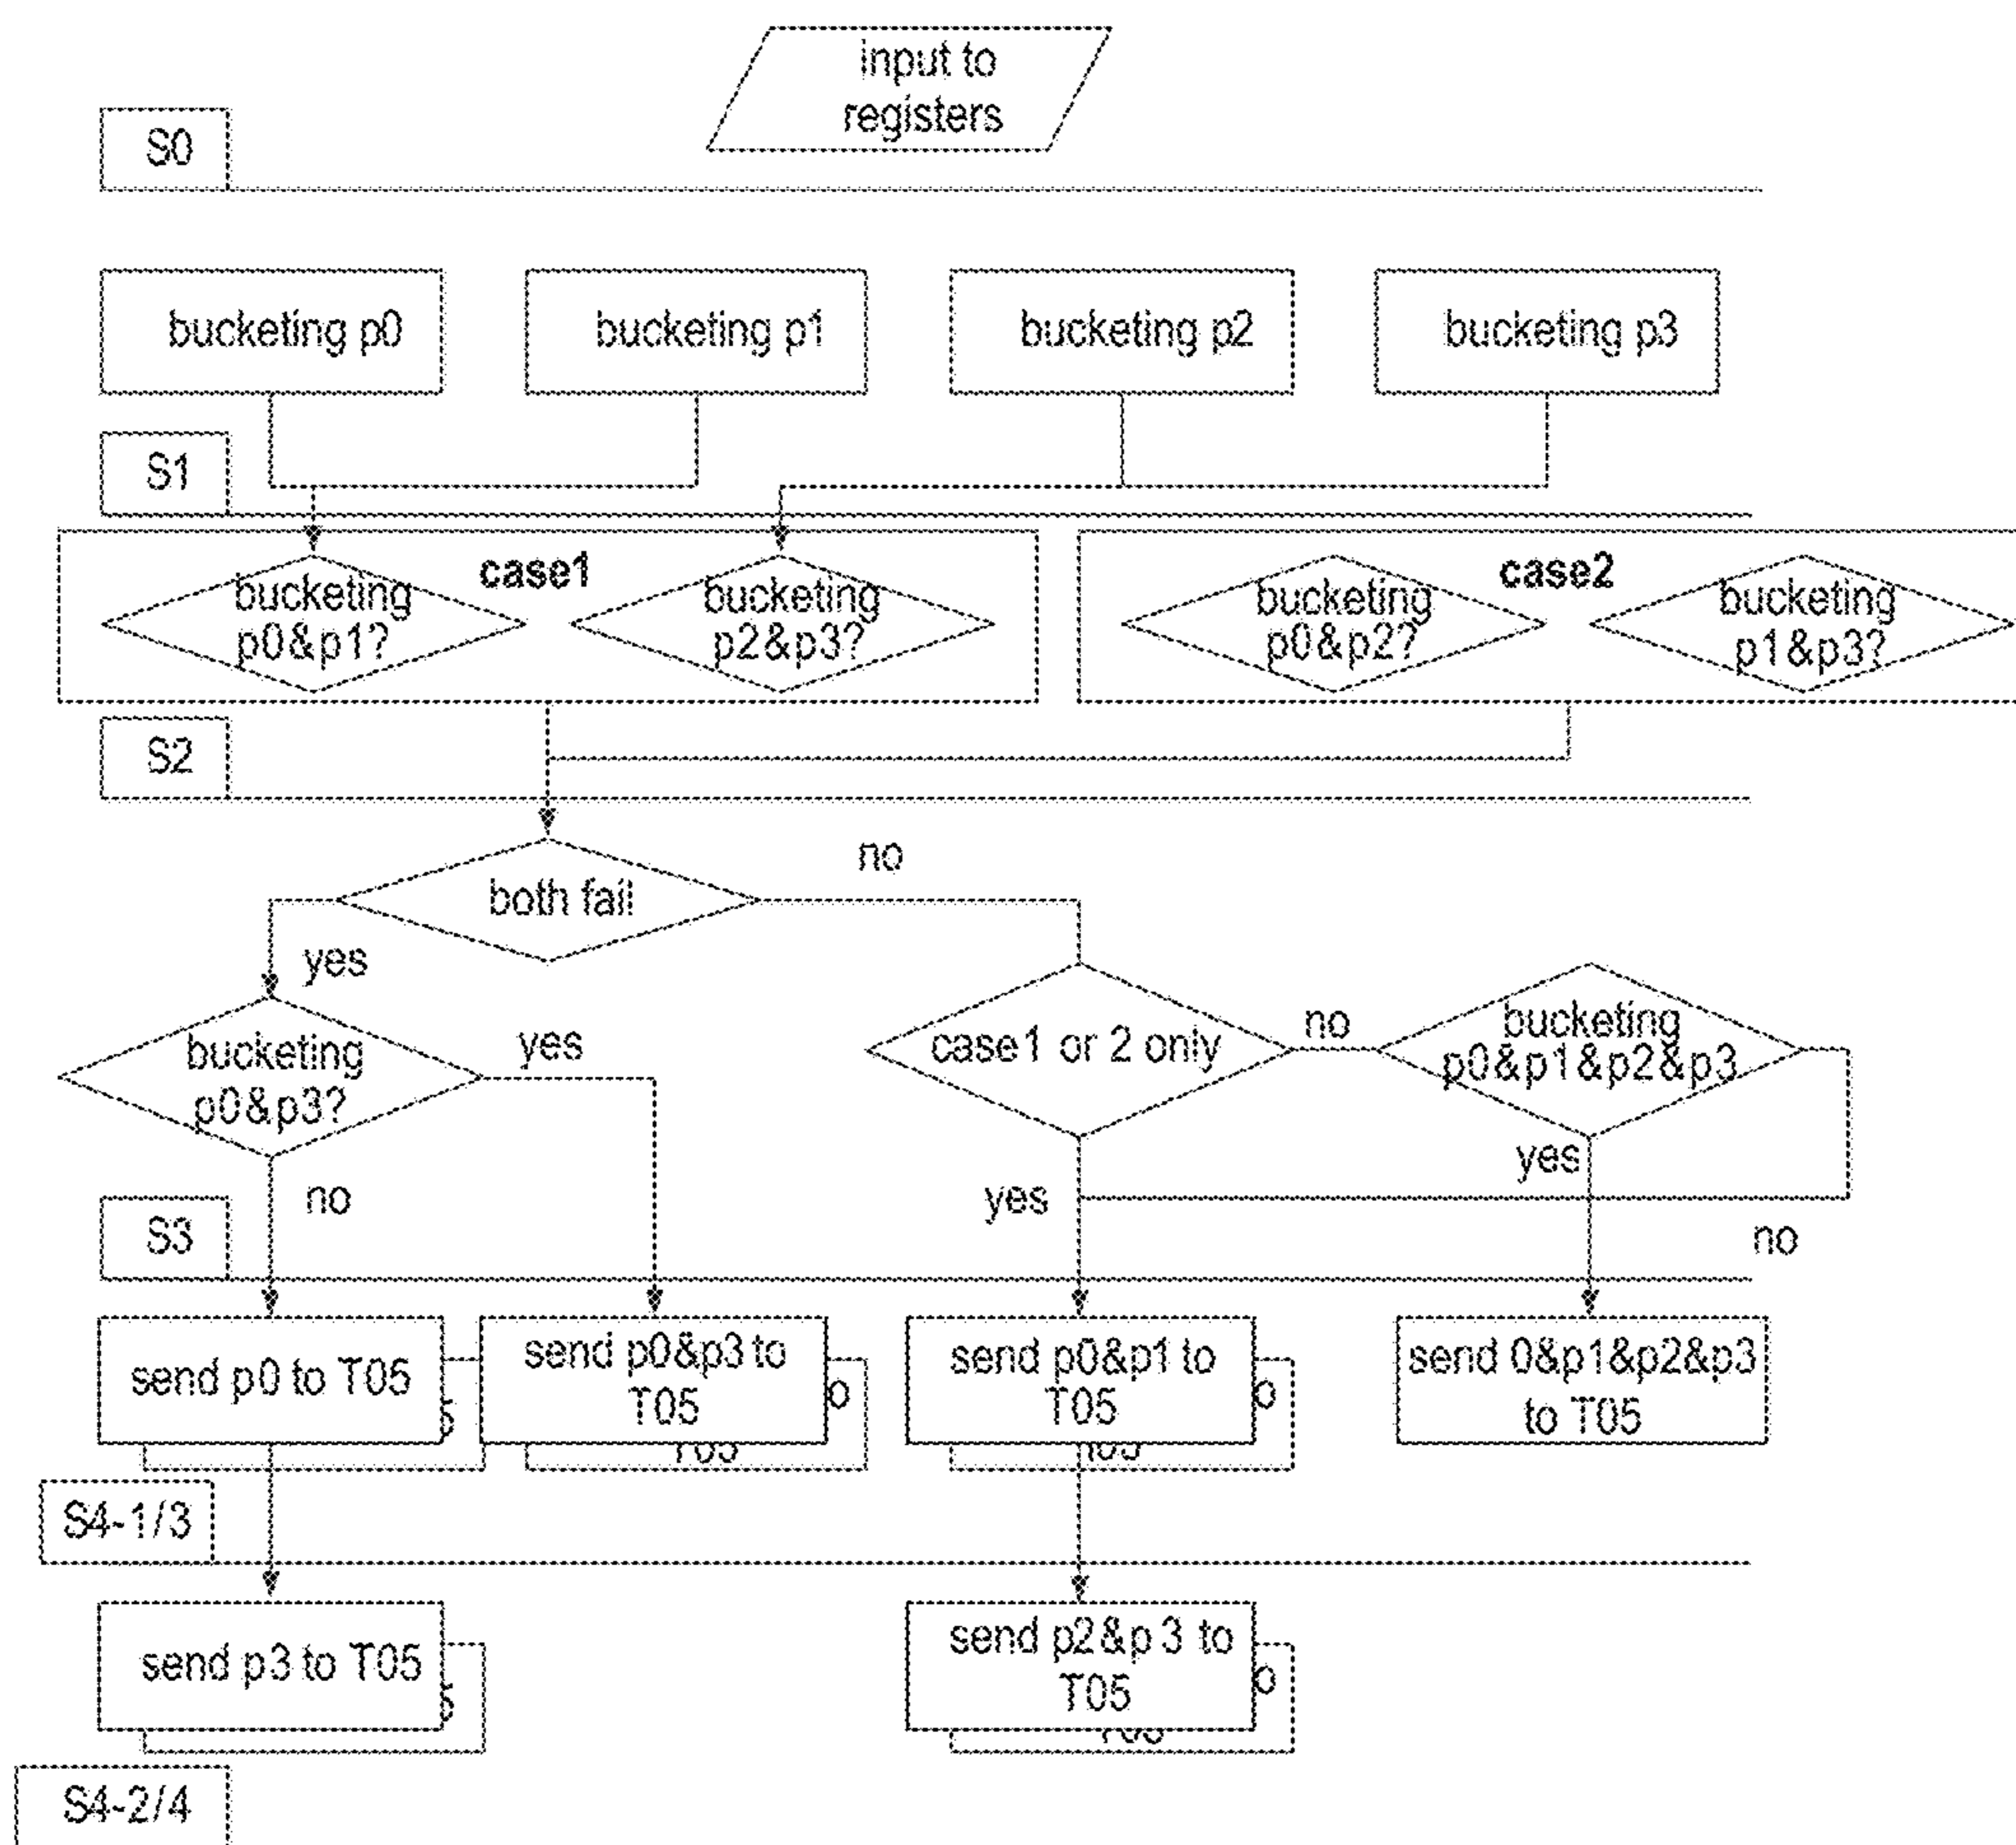 input to
registers
S0
bucketing p0
bucketing p1
bucketing p2
bucketing p3
S1
case1
bucketing
p0&p1?
bucketing
p2&p3?
case2
bucketing
p0&p2?
bucketing
p1&p3?
S2
both fail
no
yes
bucketing
p0&p3?
yes
no
case1 or 2 only
no
bucketing
p0&p1&p2&p3
yes
yes
no
S3
send p0 to T05
send p0&p3 to
T05
send p0&p1 to
T05
send 0&p1&p2&p3
to T05
S4-1/3
send p3 to T05
send p2&p 3 to
T05
S4-2/4